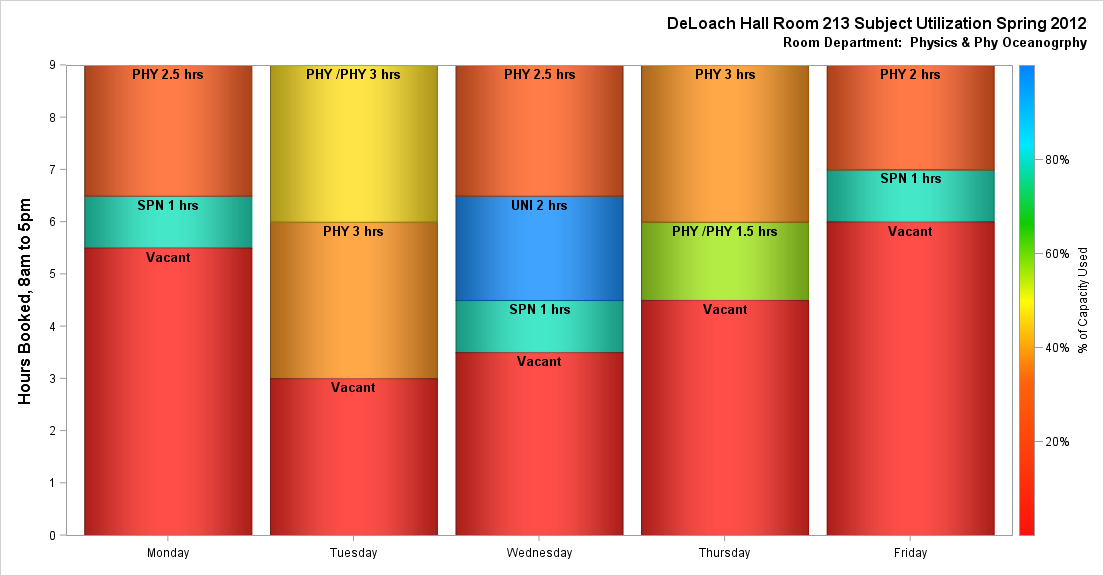 DeLoach Hall Room 213 Subject Utilization Spring 2012
Room Department:  Physics & Phy Oceanogrphy
Hours Booked, 8am to 5pm
9
8
7
6
5
4
3
2
1
0
PHY 2.5 hrs
SPN 1 hrs
Vacant
PHY /PHY 3 hrs
PHY 3 hrs
Vacant
PHY 2.5 hrs
UNI 2 hrs
SPN 1 hrs
Vacant
PHY 3 hrs
PHY /PHY 1.5 hrs
Vacant
PHY 2 hrs
SPN 1 hrs
Vacant
Monday
Tuesday
Wednesday
Thursday
Friday
80%
60%
40%
20%
% of Capacity Used